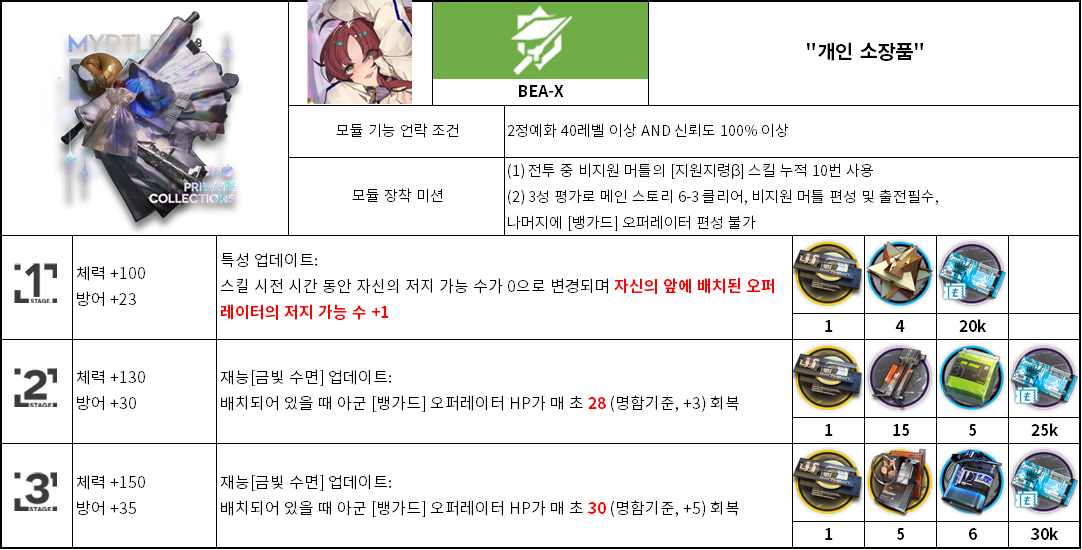 MYRTLE
PRIVATE
COLLECTIONS
BEA-X
"개인 소장품"
모듈 기능 언락 조건
2정예화 40레벨 이상 AND 신뢰도 100% 이상
모듈 장착 미션
(1) 전투 중 비지원 머틀의 [지원지령β] 스킬 누적 10번 사용
(2) 3성 평가로 메인 스토리 6-3 클리어, 비지원 머틀 편성 및 출전필수,
나머지에 [뱅가드] 오퍼레이터 편성 불가
1
STAGE.
체력 +100
방어 +23
특성 업데이트:
스킬 시전 시간 동안 자신의 저지 가능 수가 0으로 변경되며 자신의 앞에 배치된 오퍼
레이터의 저지 가능 수 +1
1 4 20k
2
STAGE.
체력 +130
방어 +30
재능[금빛 수면] 업데이트:
배치되어 있을 때 아군 [뱅가드] 오퍼레이터 HP가 매 초 28 (명함기준, +3) 회복
1 15 5 25k
3
STAGE.
체력 +150
방어 +35
재능[금빛 수면] 업데이트:
배치되어 있을 때 아군 [뱅가드] 오퍼레이터 HP가 매 초 30 (명함기준, +5) 회복
1 5 6 30k